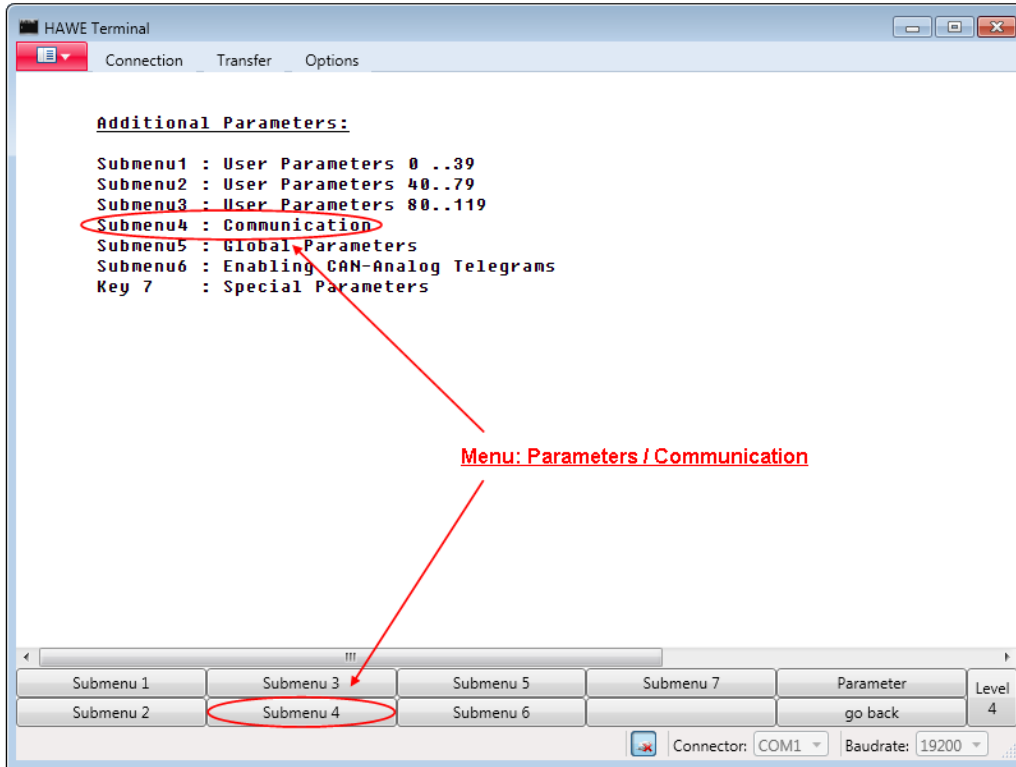 HAWE Terminal
Connection Transfer Options
Additional Parameters:
Submenu1 : User Parameters 0 ..39
Submenu2 : User Parameters 40..79
Submenu3 : User Parameters 80..119
Submenu4 : Communication
Submenu5 : Global Parameters
Submenu6 : Enabling CAN-Analog Telegrams
Key 7 : Special Parameters
Menu: Parameters / Communication
Submenu 1 Submenu 3 Submenu 5 Submenu 7 Parameter Level
Submenu 2 Submenu 4 Submenu 6 go back 4
Connector: COM1 Baudrate: 19200